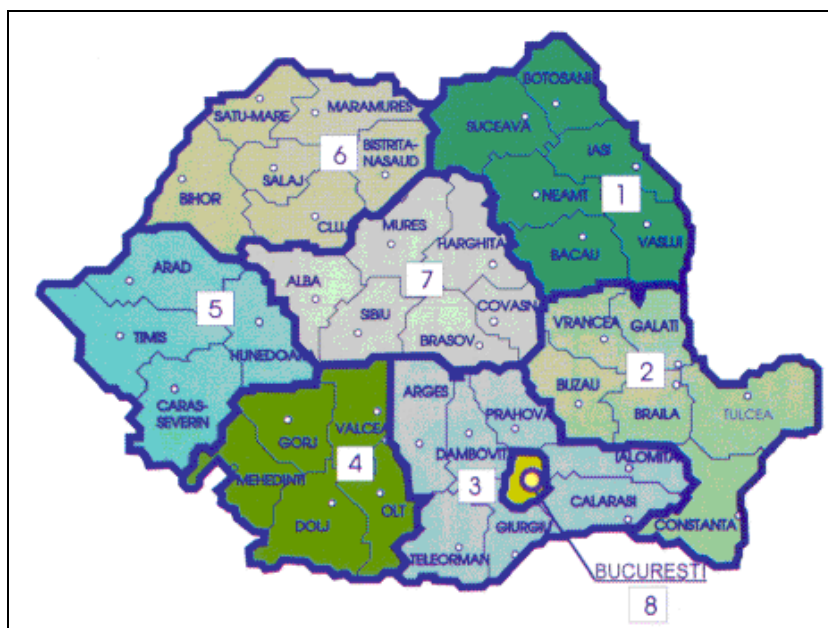 BOTOSANI
SATU-MARE
MARAMURES
SUCEAVA
BISTRITA-
NASAUD
6
IASI
SALAJ
BIHOR
NEAMT
1
CLUJ
MURES
VASLUI
HARGHITA
BACAU
ARAD
ALBA
7
5
COVASNA
SIBIU
VRANCEA
GALATI
TIMIS
HUNEDOARA
BRASOV
2
BUZAU
ARGES
CARAS-
SEVERIN
PRAHOVA
BRAILA
TULCEA
VALCEA
GORJ
DAMBOVIT
IALOMITA
4
MEHEDINTI
3
CALARASI
OLT
DOLJ
GIURGIU
CONSTANTA
TELEORMAN
BUCURESTI
8